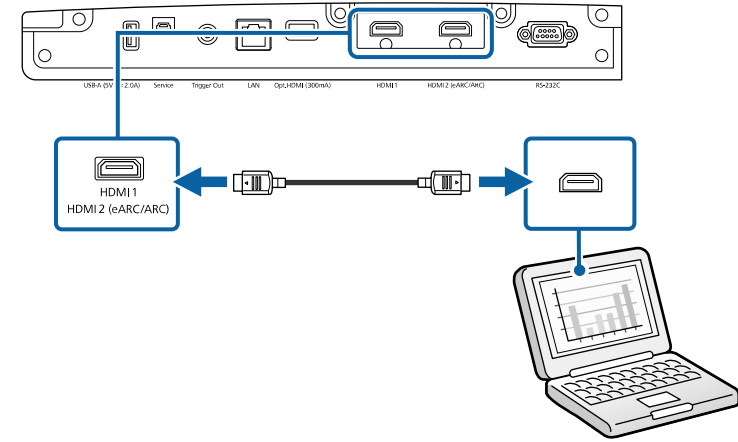 USB-A (5V 2.0A) Service Trigger Out LAN Opt.HDMI (300mA) HDMI1 HDMI2 (eARC/ARC) RS-232C
HDMI1
HDMI2 (eARC/ARC)